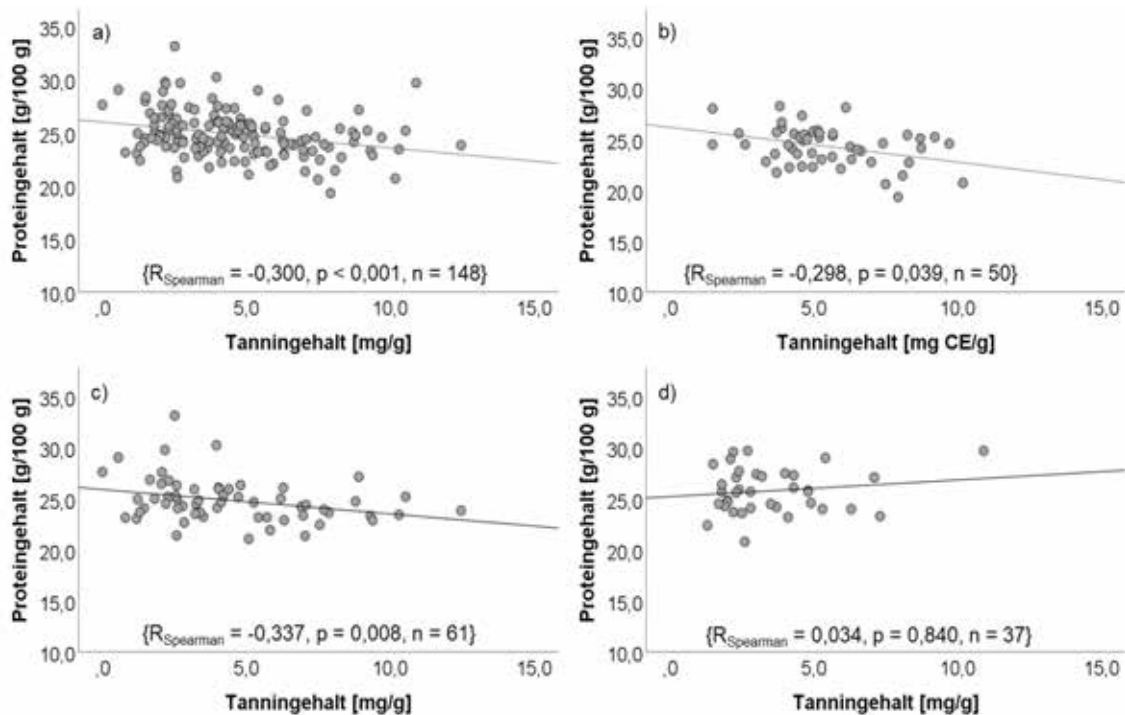 a)
Proteingehalt [g/100 g]
35,0
30,0
25,0
20,0
15,0
10,0
{RSpearman = -0,300, p < 0,001, n = 148}
,0 5,0 10,0 15,0
Tanningehalt [mg/g]
b)
Proteingehalt [g/100 g]
35,0
30,0
25,0
20,0
15,0
10,0
{RSpearman = -0,298, p = 0,039, n = 50}
,0 5,0 10,0 15,0
Tanningehalt [mg CE/g]
c)
Proteingehalt [g/100 g]
35,0
30,0
25,0
20,0
15,0
10,0
{RSpearman = -0,337, p = 0,008, n = 61}
,0 5,0 10,0 15,0
Tanningehalt [mg/g]
d)
Proteingehalt [g/100 g]
35,0
30,0
25,0
20,0
15,0
10,0
{RSpearman = 0,034, p = 0,840, n = 37}
,0 5,0 10,0 15,0
Tanningehalt [mg/g]